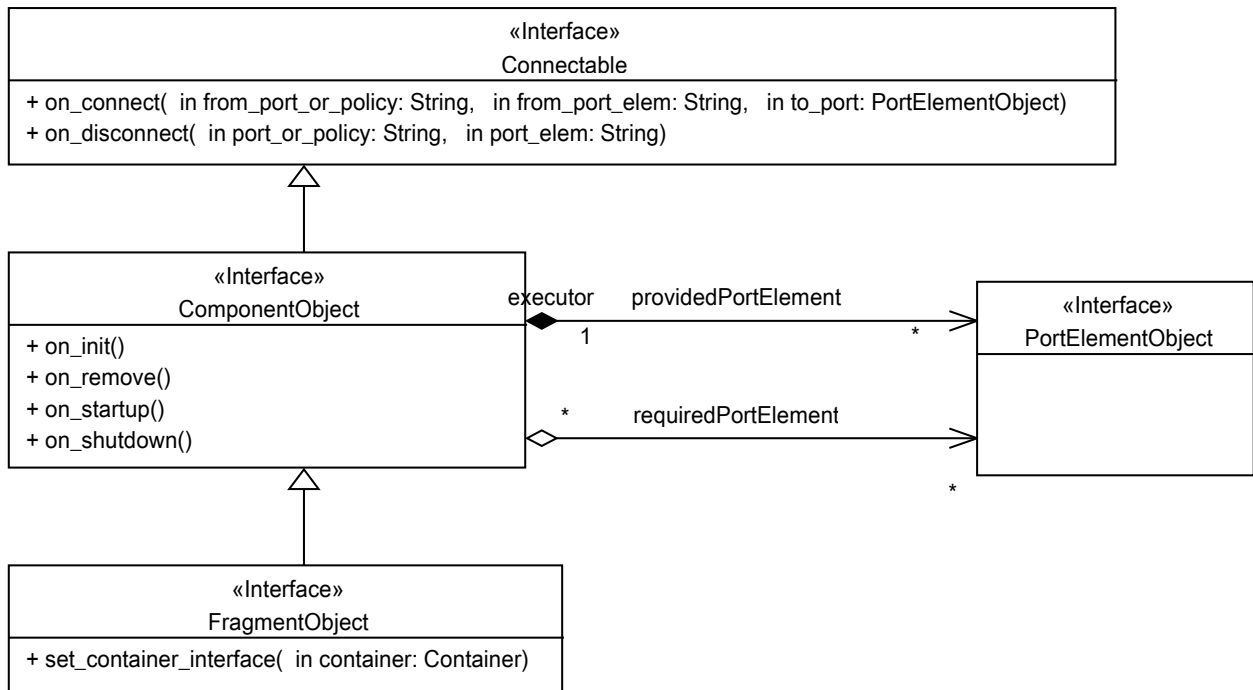 «Interface»
Connectable
+ on_connect( in from_port_or_policy: String, in from_port_elem: String, in to_port: PortElementObject)
+ on_disconnect( in port_or_policy: String, in port_elem: String)
«Interface»
ComponentObject
+ on_init()
+ on_remove()
+ on_startup()
+ on_shutdown()
executor providedPortElement
1 *
* requiredPortElement
*
«Interface»
PortElementObject
«Interface»
FragmentObject
+ set_container_interface( in container: Container)